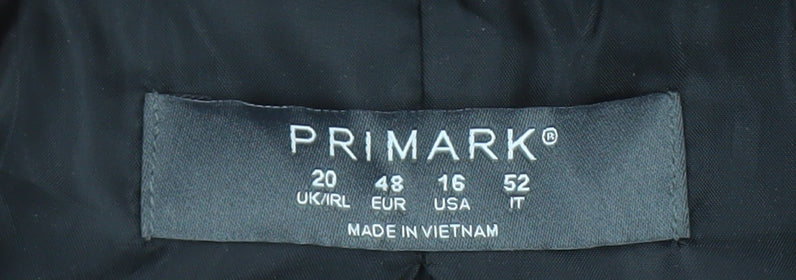 PRIMARK®
20 48 16 52
UK/IRL EUR USA IT
MADE IN VIETNAM